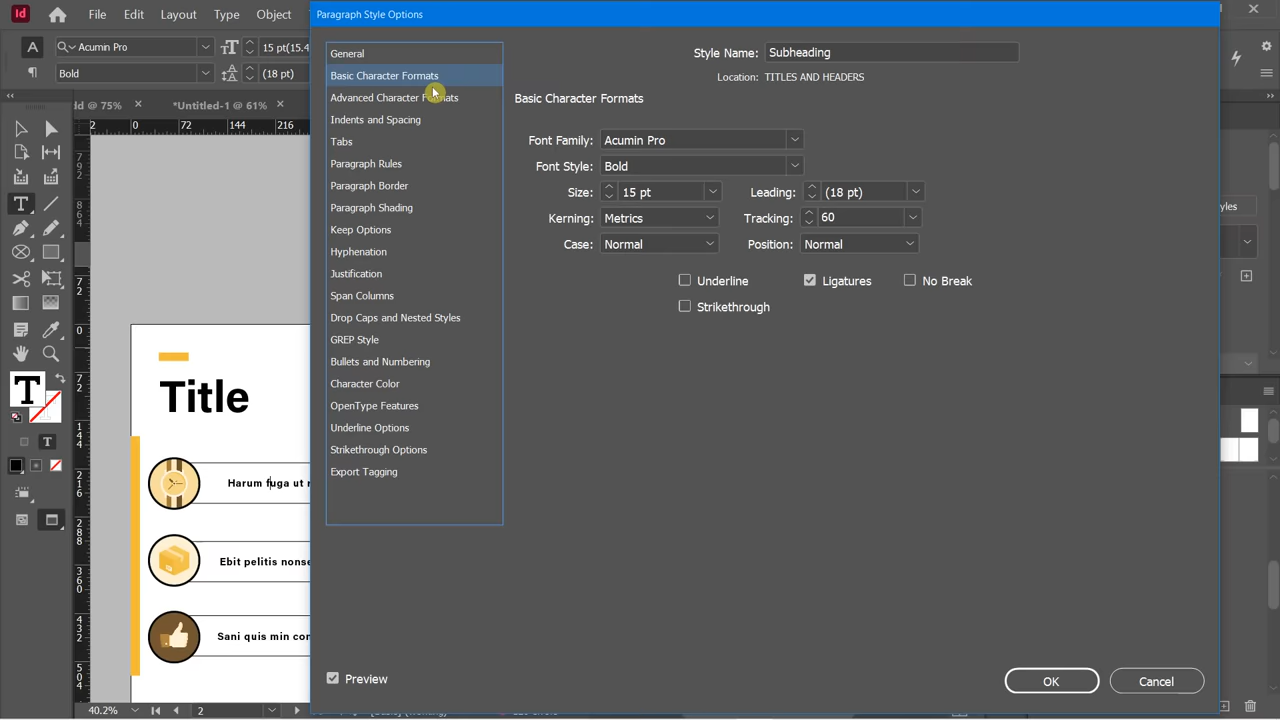 Id File Edit Layout Type Object
Paragraph Style Options
A Acumin Pro 15 pt(15.4
Bold (18 pt)
dd @ 75% × *Untitled-1 @ 61% ×
2 0 72 144 216
General
Basic Character Formats
Advanced Character Formats
Indents and Spacing
Tabs
Paragraph Rules
Paragraph Border
Paragraph Shading
Keep Options
Hyphenation
Justification
Span Columns
Drop Caps and Nested Styles
GREP Style
Bullets and Numbering
Character Color
OpenType Features
Underline Options
Strikethrough Options
Export Tagging
Style Name: Subheading
Location: TITLES AND HEADERS
Basic Character Formats
Font Family: Acumin Pro
Font Style: Bold
Size: 15 pt Leading: (18 pt)
Kerning: Metrics Tracking: 60
Case: Normal Position: Normal
Underline Ligatures No Break
Strikethrough
yles
Title
Harum fuga ut
Ebit pelitis nonse
Sani quis min con
Preview
OK Cancel
40.2% 2